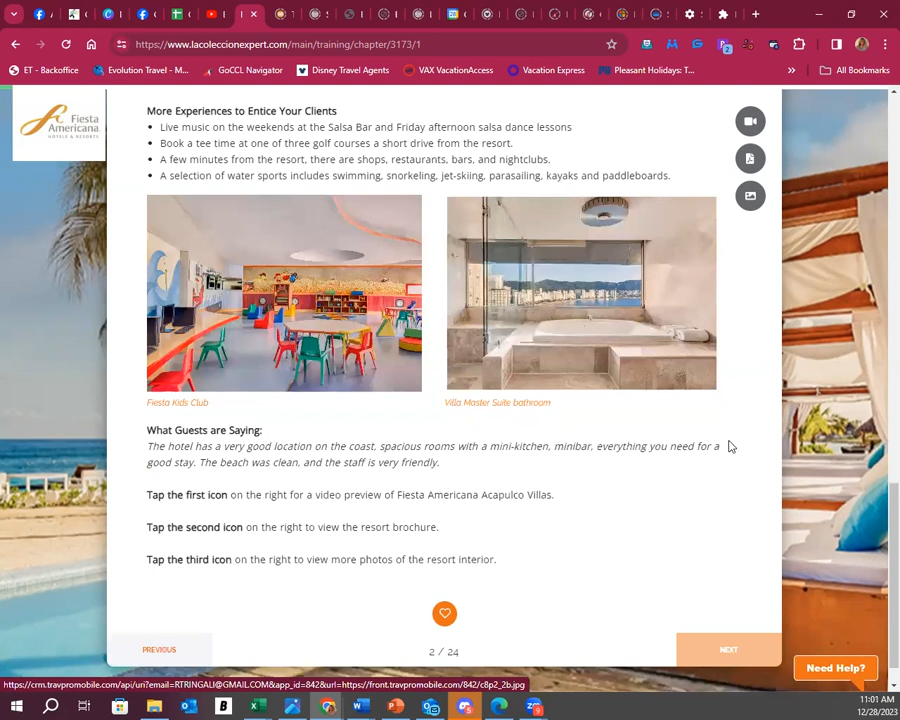 https://www.lacoleccionexpert.com/main/training/chapter/3173/1
ET - Backoffice
Evolution Travel - M...
GoCCL Navigator
Disney Travel Agents
VAX VacationAccess
Vacation Express
Pleasant Holidays: T...
»
All Bookmarks
Fiesta
Americana
HOTELS & RESORTS
More Experiences to Entice Your Clients
• Live music on the weekends at the Salsa Bar and Friday afternoon salsa dance lessons
• Book a tee time at one of three golf courses a short drive from the resort.
• A few minutes from the resort, there are shops, restaurants, bars, and nightclubs.
• A selection of water sports includes swimming, snorkeling, jet-skiing, parasailing, kayaks and paddleboards.
Fiesta Kids Club
Villa Master Suite bathroom
What Guests are Saying:
The hotel has a very good location on the coast, spacious rooms with a mini-kitchen, minibar, everything you need for a
good stay. The beach was clean, and the staff is very friendly.
Tap the first icon on the right for a video preview of Fiesta Americana Acapulco Villas.
Tap the second icon on the right to view the resort brochure.
Tap the third icon on the right to view more photos of the resort interior.
PREVIOUS
2 / 24
NEXT
Need Help?
https://crm.travpromobile.com/api/uri?email=RTRINGALI@GMAIL.COM&app_id=842&url=https://front.travpromobile.com/842/c8p2_2b.jpg
11:01 AM
12/28/2023